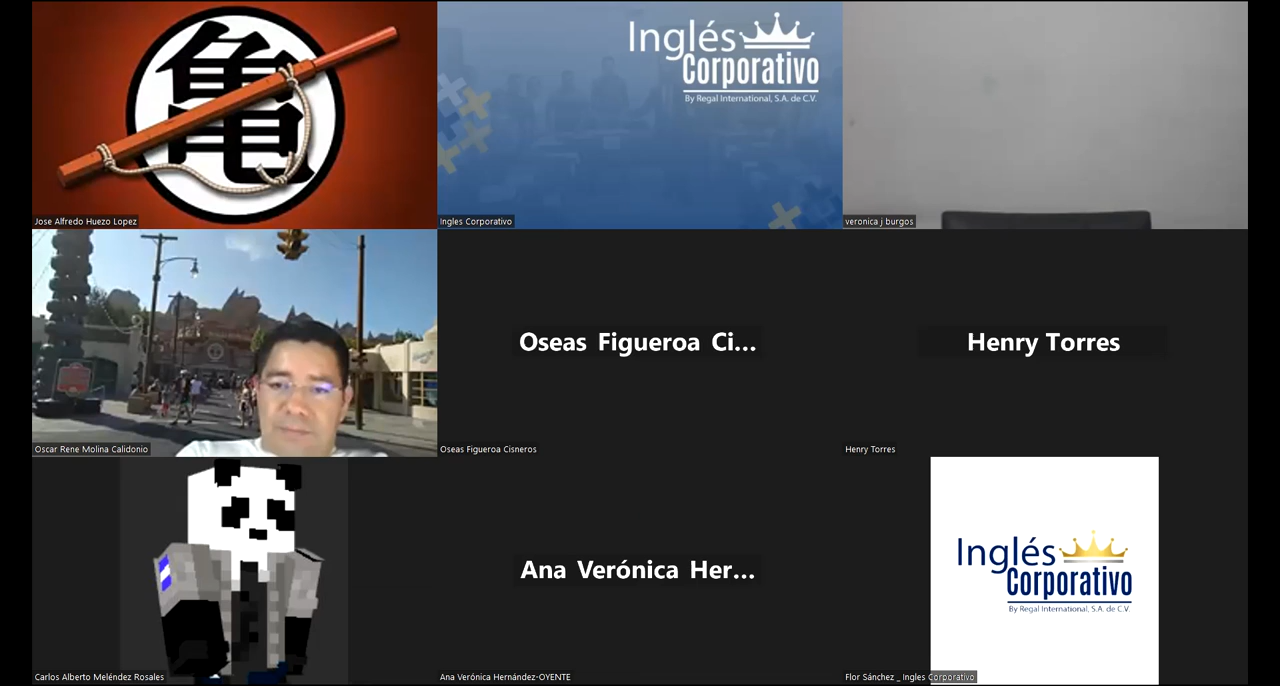 亀
Jose Alfredo Huezo Lopez
Inglés
Corporativo
By Regal International, S.A. de C.V.
Ingles Corporativo
veronica j burgos
Oscar Rene Molina Calidonio
Oseas Figueroa Ci...
Oseas Figueroa Cisneros
Henry Torres
Henry Torres
Carlos Alberto Meléndez Rosales
Ana Verónica Her...
Ana Verónica Hernández-OYENTE
Inglés
Corporativo
By Regal International, S.A. de C.V.
Flor Sánchez _ Ingles Corporativo